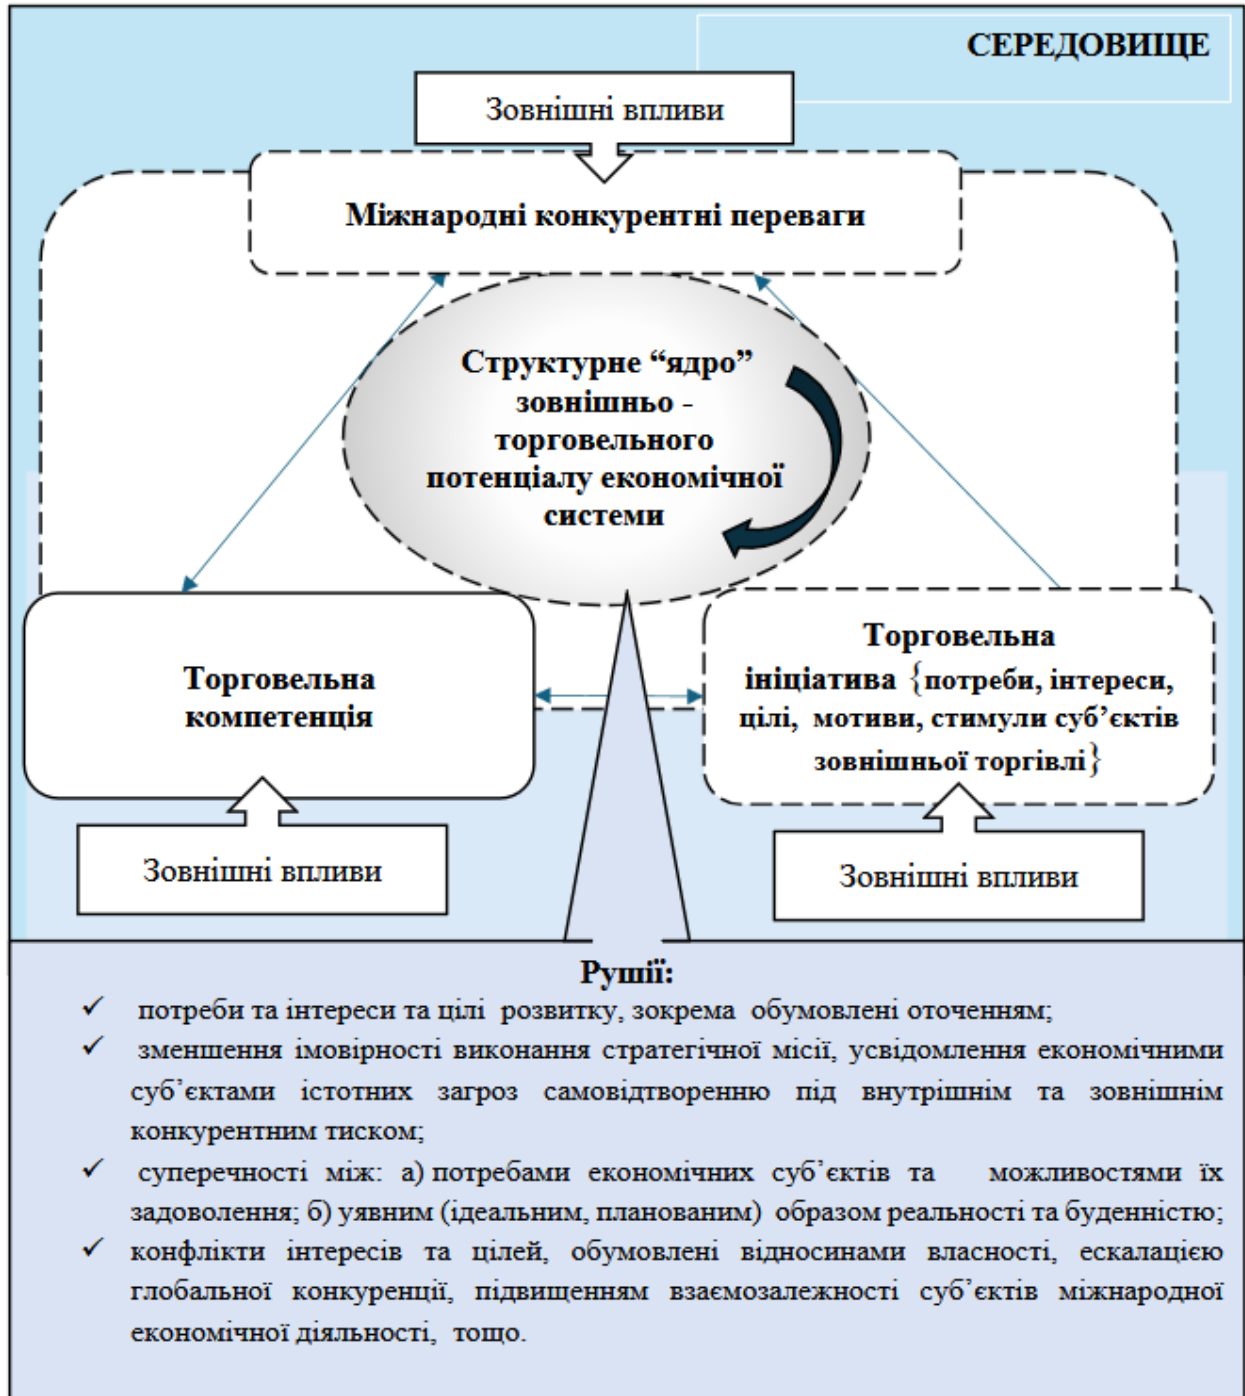 СЕРЕДОВИЩЕ
Зовнішні впливи
Міжнародні конкурентні переваги
Структурне “ядро”
зовнішньо -
торговельного
потенціалу економічної
системи
Торговельна
компетенція
Торговельна
ініціатива {потреби, інтереси,
цілі, мотиви, стимули суб’єктів
зовнішньої торгівлі}
Зовнішні впливи
Зовнішні впливи
Рушії:
✓ потреби та інтереси та цілі розвитку, зокрема обумовлені оточенням;
✓ зменшення імовірності виконання стратегічної місії, усвідомлення економічними
суб’єктами істотних загроз самовідтворенню під внутрішнім та зовнішнім
конкурентним тиском;
✓ суперечності між: а) потребами економічних суб’єктів та можливостями їх
задоволення; б) уявним (ідеальним, планованим) образом реальності та буденністю;
✓ конфлікти інтересів та цілей, обумовлені відносинами власності, ескалацією
глобальної конкуренції, підвищенням взаємозалежності суб’єктів міжнародної
економічної діяльності, тощо.